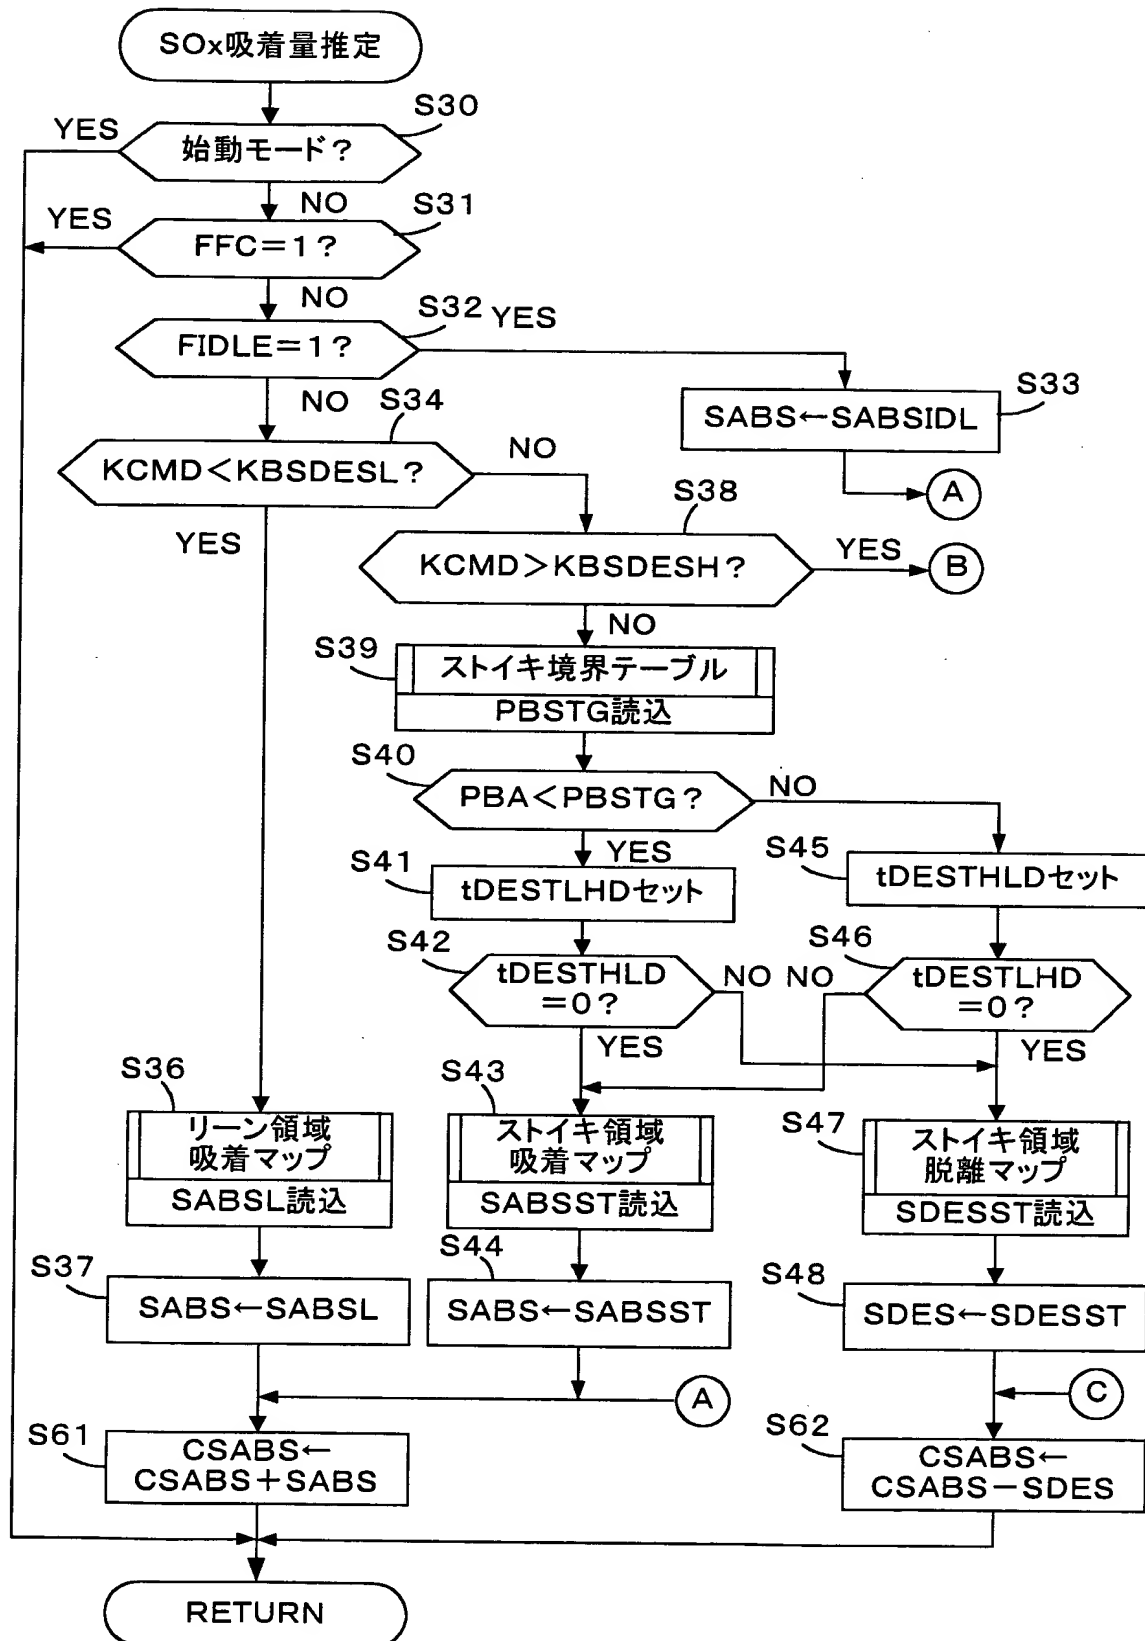 SOx吸着量推定
S30
YES
始動モード?
NO
S31
YES
FFC=1?
NO
S32
YES
FIDLE=1?
NO
S33
SABS←SABSIDL
A
S34
KCMD<KBSDESL?
NO
YES
S38
KCMD>KBSDESH?
YES
B
NO
S39
ストイキ境界テーブル
PBSTG読込
S40
PBA<PBSTG?
NO
YES
S41
tDESTLHDセット
S45
tDESTHLDセット
S42
tDESTHLD
=0?
NO
NO
S46
tDESTLHD
=0?
YES
YES
S36
リーン領域
吸着マップ
SABSL読込
S43
ストイキ領域
吸着マップ
SABSST読込
S47
ストイキ領域
脱離マップ
SDESST読込
S37
SABS←SABSL
S44
SABS←SABSST
S48
SDES←SDESST
A
C
S61
CSABS←
CSABS+SABS
S62
CSABS←
CSABS−SDES
RETURN